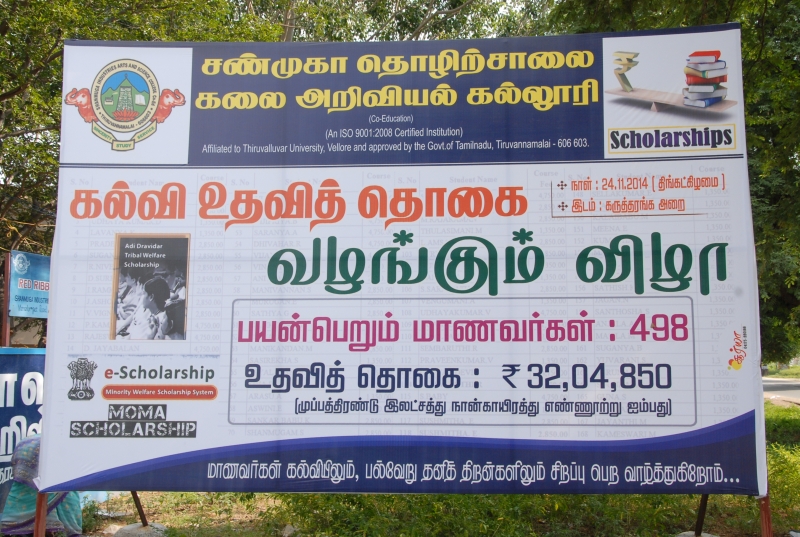 சண்முகா தொழிற்சாலை
கலை அறிவியல் கல்லூரி
(Co-Education)
(An ISO 9001:2008 Certified Institution)
Affiliated to Thiruvalluvar University, Vellore and approved by the Govt.of Tamilnadu, Tiruvannamalai - 606 603.
Scholarships
நாள் : 24.11.2014 [ திங்கட்கிழமை ]
இடம் : கருத்தரங்க அறை
கல்வி உதவித் தொகை
வழங்கும் விழா
Adi Dravidar
Tribal Welfare
Scholarship
பயன்பெறும் மாணவர்கள் : 498
உதவித் தொகை : ₹ 32,04,850
(முப்பத்திரண்டு இலட்சத்து நான்காயிரத்து எண்ணூற்று ஐம்பது)
e-Scholarship
Minority Welfare Scholarship System
MOMA
SCHOLARSHIP
மாணவர்கள் கல்வியிலும், பல்வேறு தனித் திறன்களிலும் சிறப்பு பெற வாழ்த்துகிறோம்...
RED RIBB